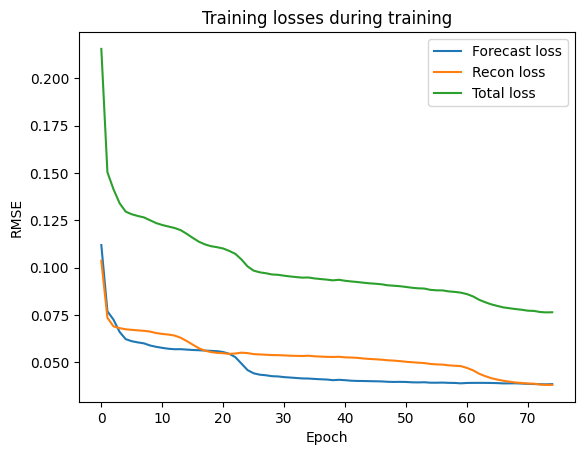 Training losses during training
Forecast loss
Recon loss
Total loss
RMSE
0.200
0.175
0.150
0.125
0.100
0.075
0.050
0 10 20 30 40 50 60 70
Epoch